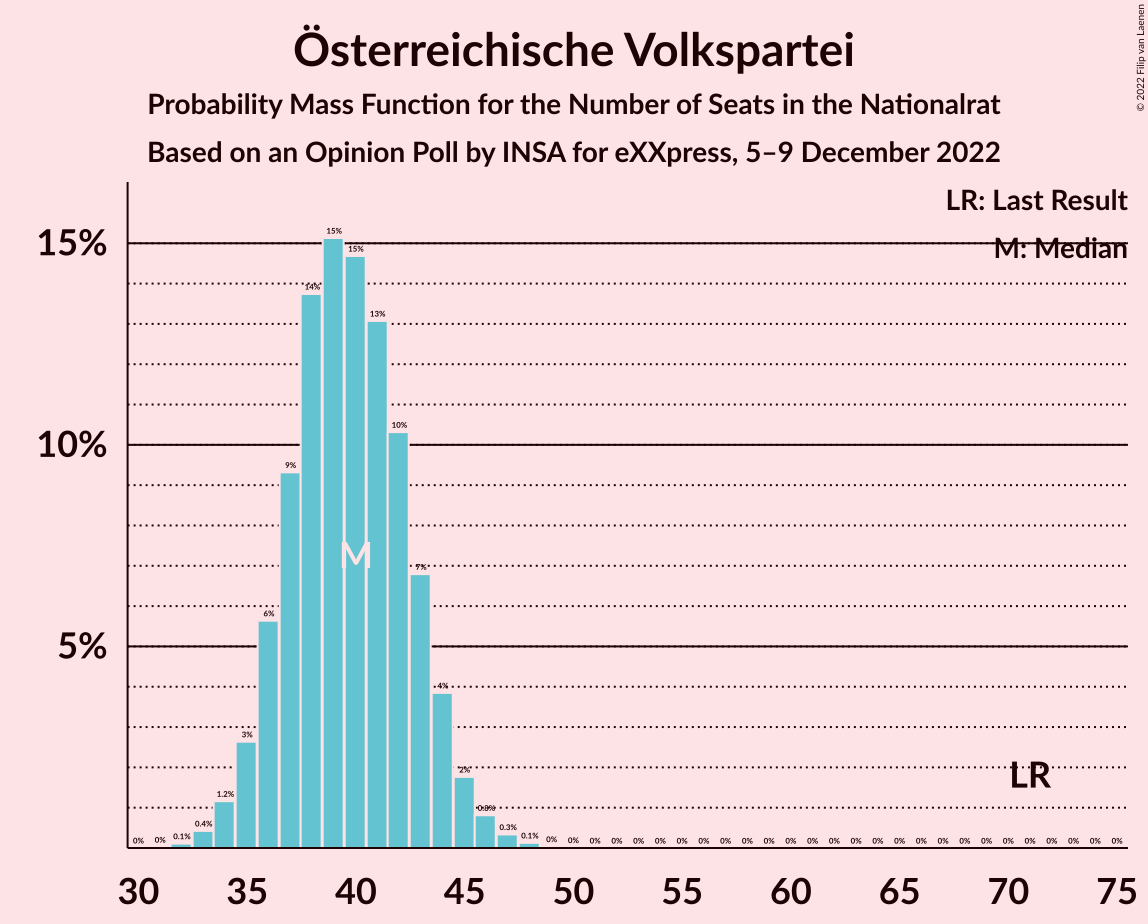 Österreichische Volkspartei
Probability Mass Function for the Number of Seats in the Nationalrat
Based on an Opinion Poll by INSA for eXXpress, 5–9 December 2022
© 2022 Filip van Laenen
LR: Last Result
M: Median
15%
10%
5%
0% 0% 0.1% 0.4% 1.2% 3% 6% 9% 14% 15% 15% 13% 10% 7% 4% 2% 0.8% 0.3% 0.1% 0% 0% 0% 0% 0% 0% 0% 0% 0% 0% 0% 0% 0% 0% 0% 0% 0% 0% 0% 0% 0% 0% 0% 0% 0% 0% 0%
M
LR
30 35 40 45 50 55 60 65 70 75